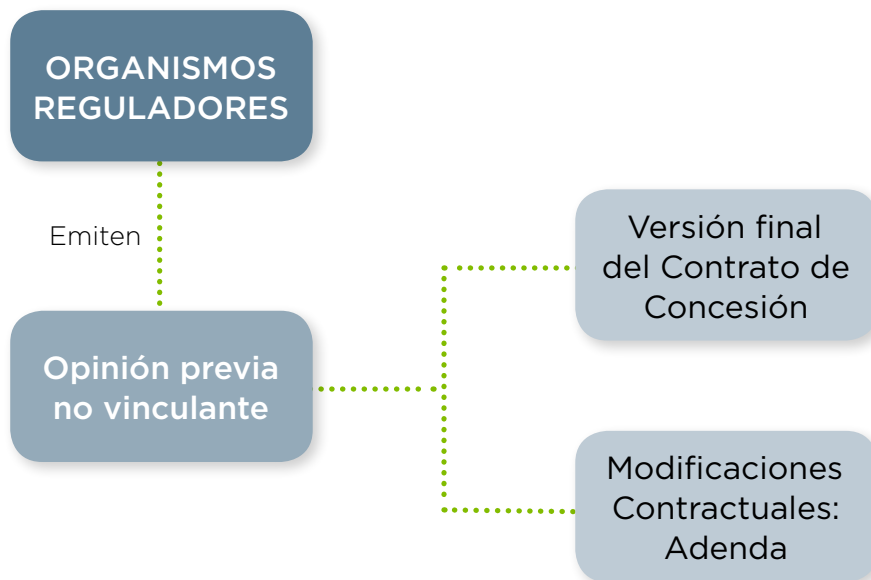 ORGANISMOS
REGULADORES
Emiten
Opinión previa
no vinculante
Versión final
del Contrato de
Concesión
Modificaciones
Contractuales:
Adenda